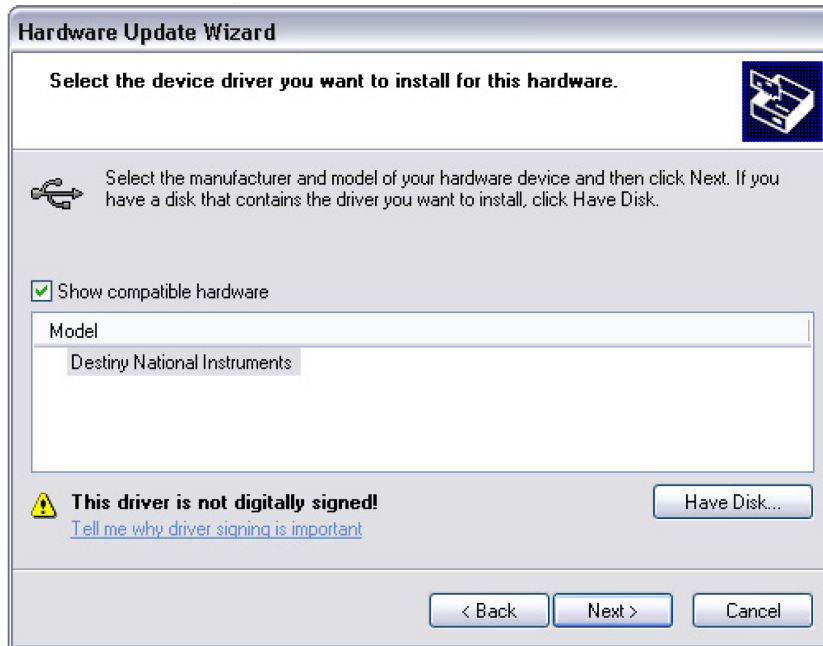 Hardware Update Wizard
Select the device driver you want to install for this hardware.
Select the manufacturer and model of your hardware device and then click Next. If you
have a disk that contains the driver you want to install, click Have Disk.
Show compatible hardware
Model
Destiny National Instruments
This driver is not digitally signed!
Have Disk...
Tell me why driver signing is important
< Back
Next >
Cancel